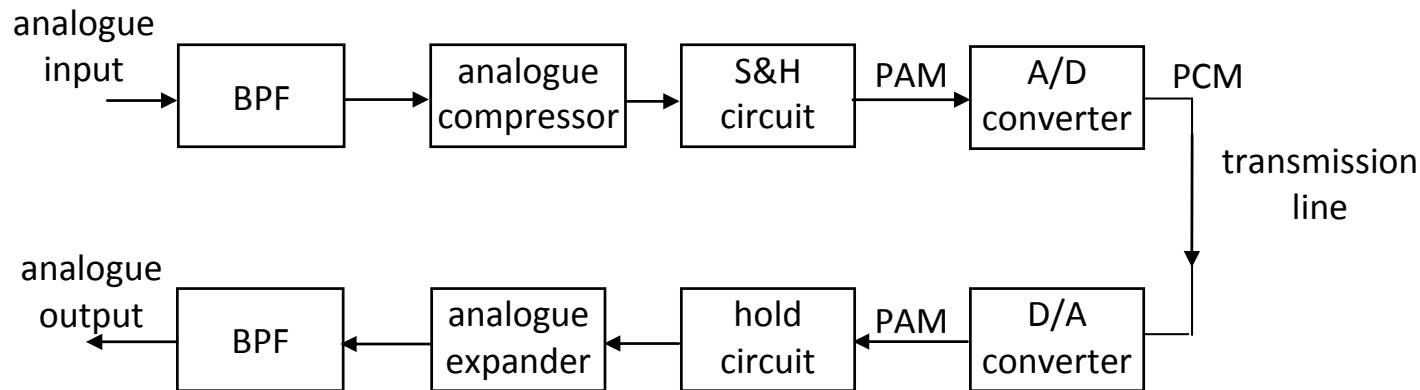 analogue
input
BPF
analogue
compressor
S&H
circuit
PAM
A/D
converter
PCM
transmission
line
analogue
output
BPF
analogue
expander
hold
circuit
PAM
D/A
converter